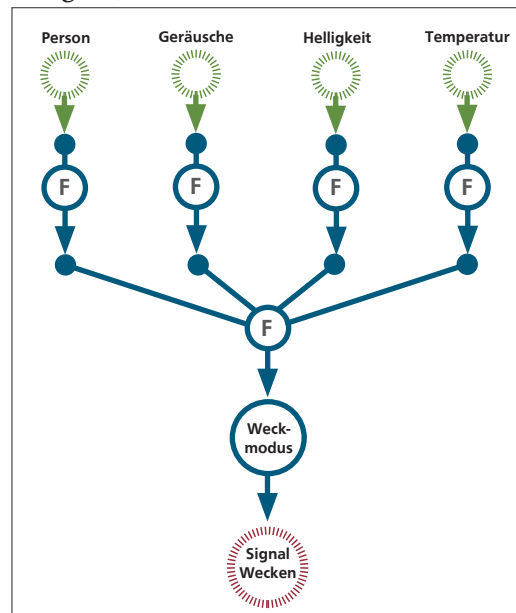 Person Geräusche Helligkeit Temperatur
F F F F
F
Weck-
modus
Signal
Wecken